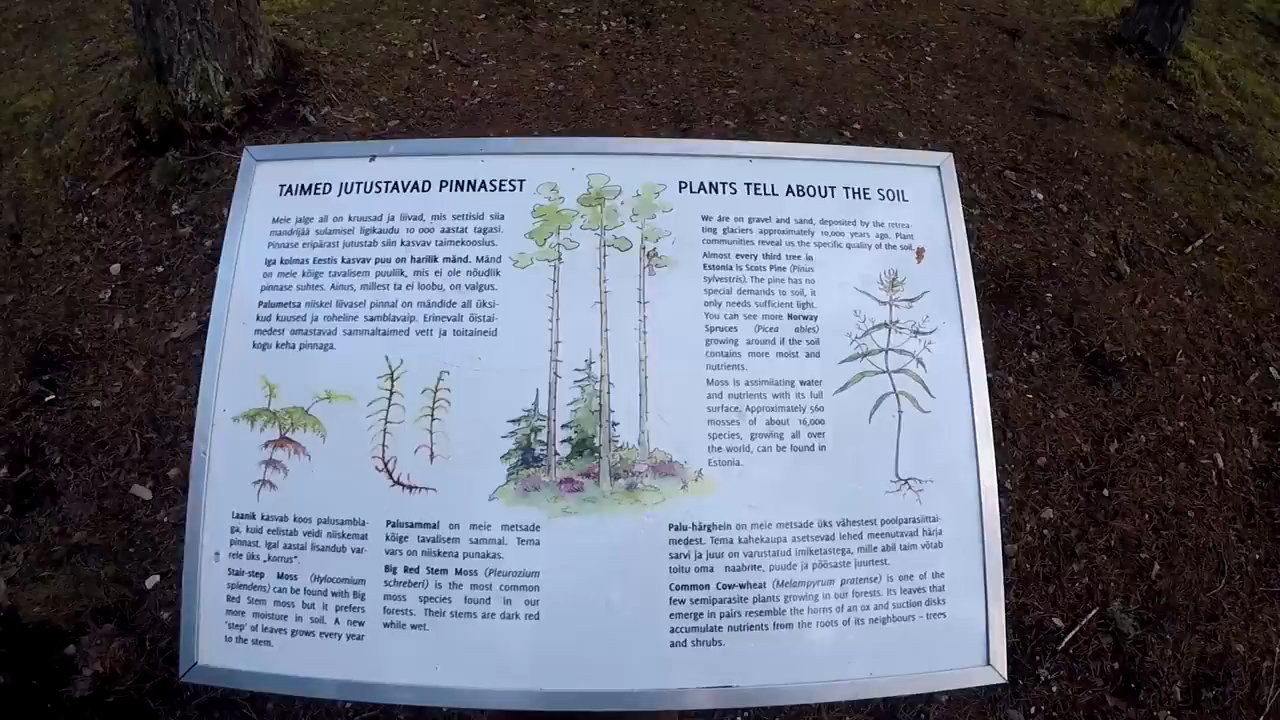 TAIMED JUTUSTAVAD PINNASEST
Meie jalge all on kruusad ja liivad, mis settisid siia
mandrijää sulamisel ligikaudu 10 000 aastat tagasi.
Pinnase eripärast jutustab siin kasvav taimekooslus.
Iga kolmas Eestis kasvav puu on harilik mänd. Mänd
on meie kõige tavalisem puuliik, mis ei ole nõudlik
pinnase suhtes. Ainus, millest ta ei loobu, on valgus.
Palumetsa niiskel liivasel pinnal on mändide all üksi-
kud kuused ja roheline samblavaip. Erinevalt õistai-
medest omastavad sammaltaimed vett ja toitaineid
kogu keha pinnaga.
PLANTS TELL ABOUT THE SOIL
We are on gravel and sand, deposited by the retrea-
ting glaciers approximately 10,000 years ago. Plant
communities reveal us the specific quality of the soil.
Almost every third tree in
Estonia is Scots Pine (Pinus
sylvestris). The pine has no
special demands to soil, it
only needs sufficient light.
You can see more Norway
Spruces (Picea abies)
growing around if the soil
contains more moist and
nutrients.
Moss is assimilating water
and nutrients with its full
surface. Approximately 560
mosses of about 16,000
species, growing all over
the world, can be found in
Estonia.
Laanik kasvab koos palusambla-
ga, kuid eelistab veidi niiskemat
pinnast. Igal aastal lisandub var-
rele üks „korrus“.
Stair-step Moss (Hylocomium
splendens) can be found with Big
Red Stem moss but it prefers
more moisture in soil. A new
'step' of leaves grows every year
to the stem.
Palusammal on meie metsade
kõige tavalisem sammal. Tema
vars on niiskena punakas.
Big Red Stem Moss (Pleurozium
schreberi) is the most common
moss species found in our
forests. Their stems are dark red
while wet.
Palu-härghein on meie metsade üks vähestest poolparasiittai-
medest. Tema kahekaupa asetsevad lehed meenutavad härja
sarvi ja juur on varustatud imiketastega, mille abil taim võtab
toitu oma naabrite, puude ja põõsaste juurtest.
Common Cow-wheat (Melampyrum pratense) is one of the
few semiparasite plants growing in our forests. Its leaves that
emerge in pairs resemble the horns of an ox and suction disks
accumulate nutrients from the roots of its neighbours – trees
and shrubs.